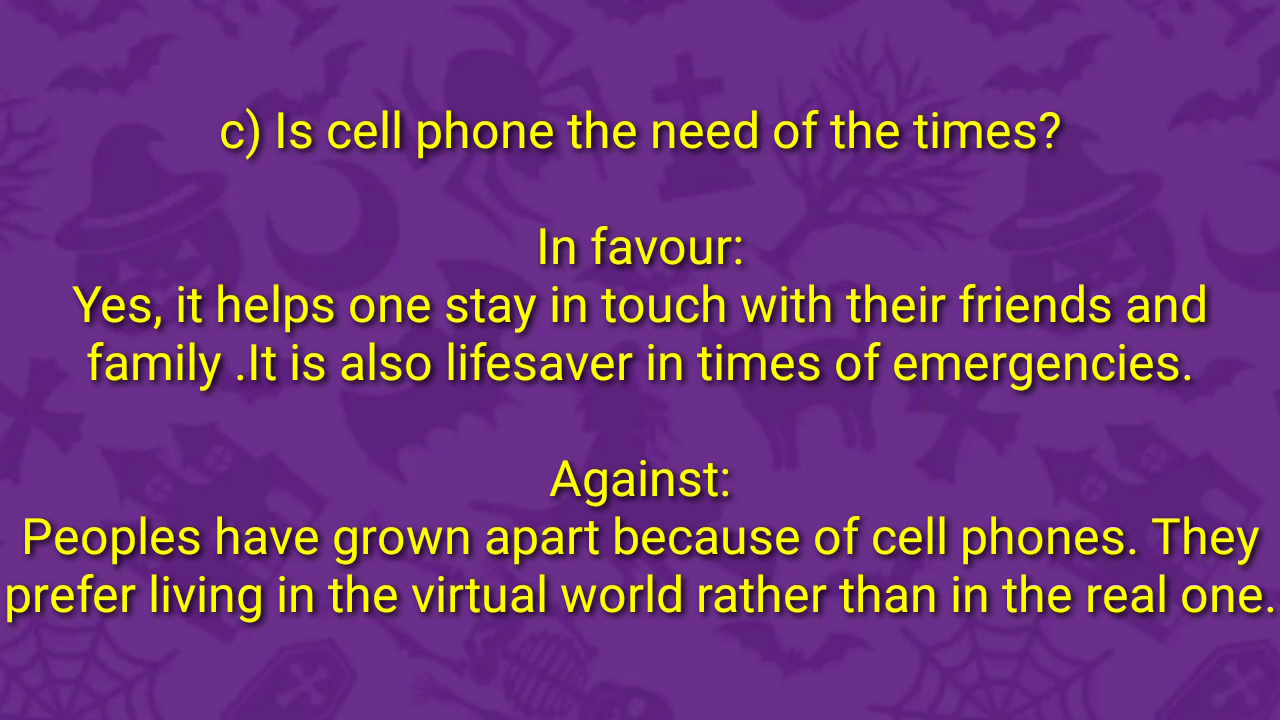 c) Is cell phone the need of the times?
In favour:
Yes, it helps one stay in touch with their friends and
family .It is also lifesaver in times of emergencies.
Against:
Peoples have grown apart because of cell phones. They
prefer living in the virtual world rather than in the real one.